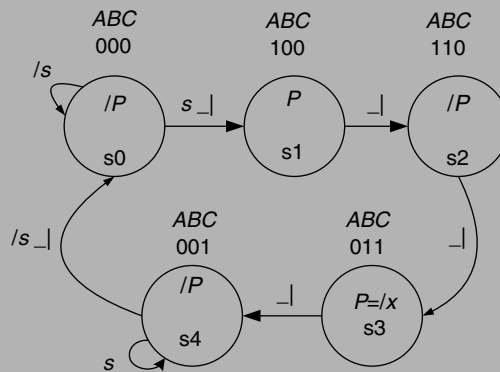 ABC
000
ABC
100
ABC
110
/s
/P
s0
s _|
P
s1
_|
/P
s2
_|
/s _|
ABC
001
/P
s4
s
_|
ABC
011
P=/x
s3